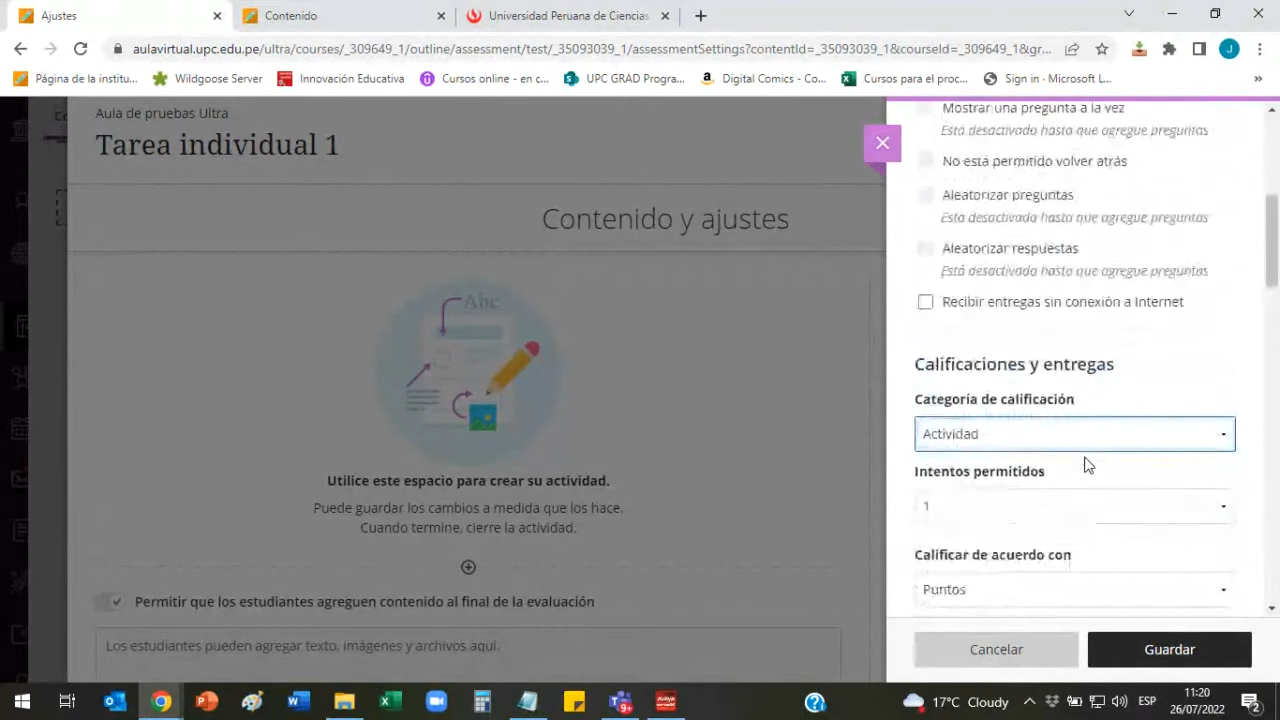 Ajustes
Contenido
Universidad Peruana de Ciencias
aulavirtual.upc.edu.pe/ultra/courses/_309649_1/outline/assessment/test/_35093039_1/assessmentSettings?contentId=_35093039_1&courseId=_309649_1&gr...
J
Página de la institu...
Wildgoose Server
Innovación Educativa
Cursos online - en c...
UPC GRAD Progra...
Digital Comics - Co...
Cursos para el proc...
Sign in - Microsoft L...
»
Aula de pruebas Ultra
Tarea individual 1
Contenido y ajustes
Abc
Utilice este espacio para crear su actividad.
Puede guardar los cambios a medida que los hace.
Cuando termine, cierre la actividad.
Permitir que los estudiantes agreguen contenido al final de la evaluación
Los estudiantes pueden agregar texto, imágenes y archivos aquí.
Mostrar una pregunta a la vez
Está desactivada hasta que agregue preguntas
No está permitido volver atrás
Aleatorizar preguntas
Está desactivada hasta que agregue preguntas
Aleatorizar respuestas
Está desactivada hasta que agregue preguntas
Recibir entregas sin conexión a Internet
Calificaciones y entregas
Categoría de calificación
Actividad
Intentos permitidos
1
Calificar de acuerdo con
Puntos
Cancelar
Guardar
17°C Cloudy
ESP
11:20
26/07/2022
2